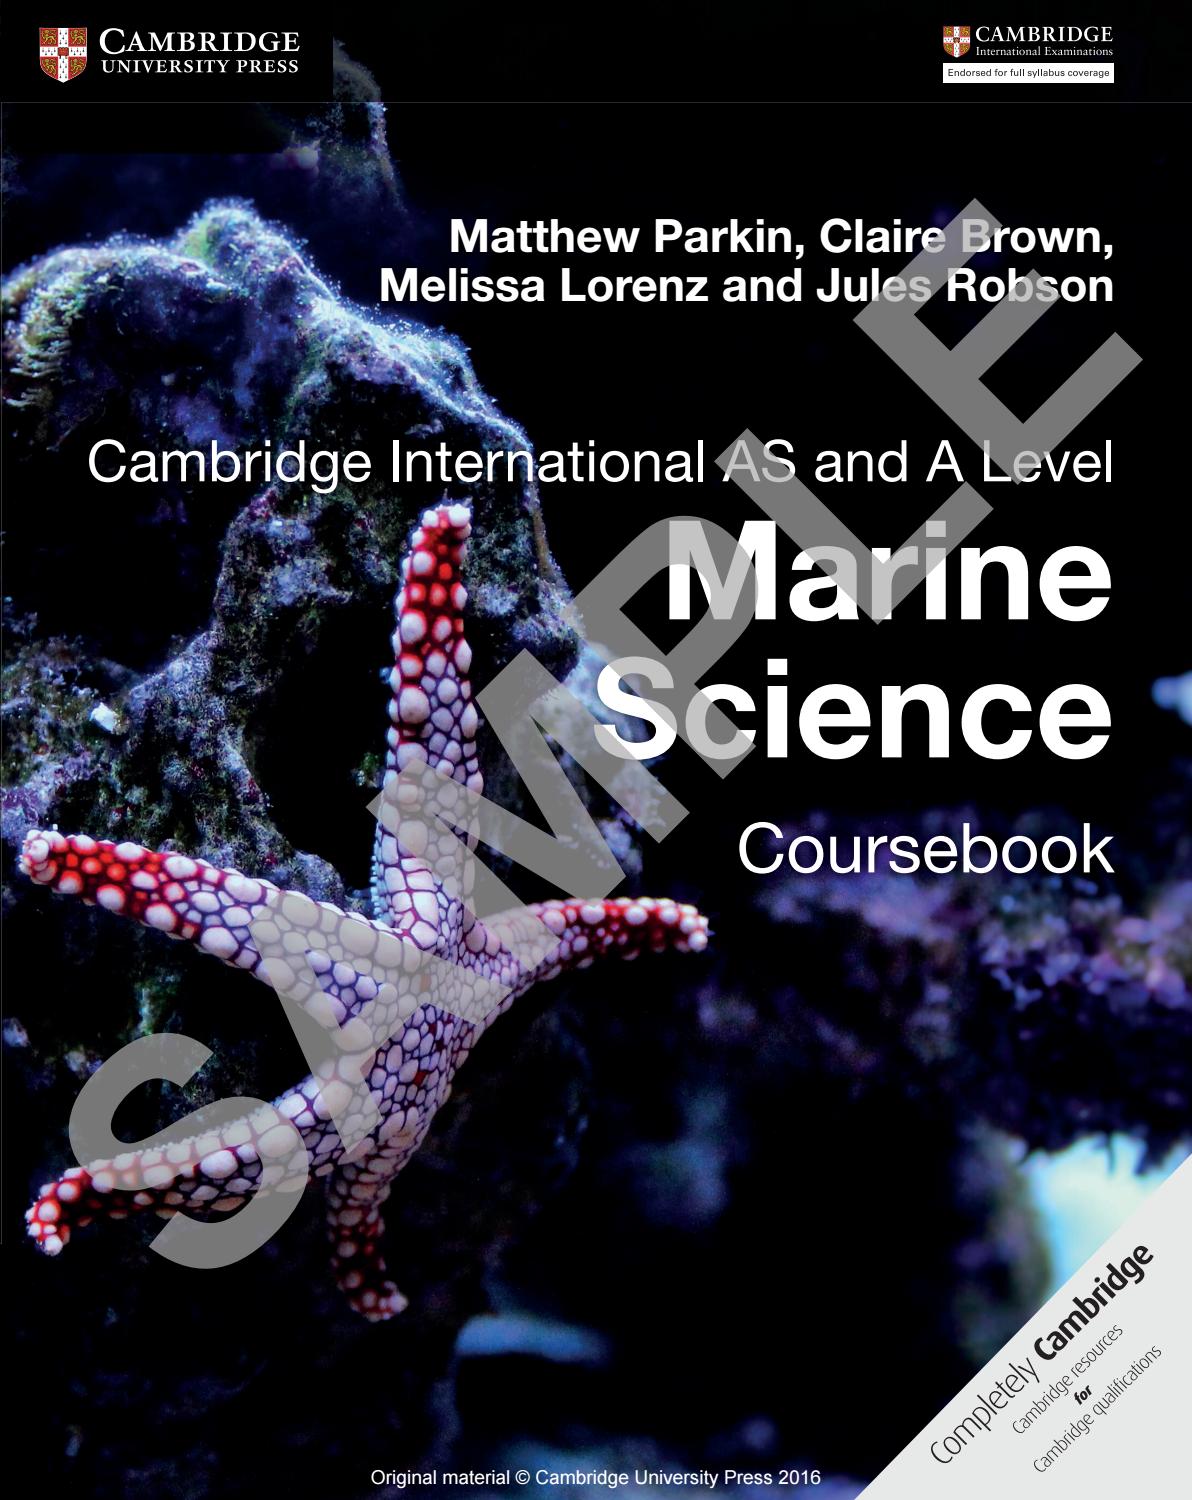 CAMBRIDGE
UNIVERSITY PRESS
CAMBRIDGE
International Examinations
Endorsed for full syllabus coverage
Matthew Parkin, Claire Brown,
Melissa Lorenz and Jules Robson
Cambridge International AS and A Level
Marine
Science
Coursebook
SAMPLE
Completely Cambridge
Cambridge resources
for
Cambridge qualifications
Original material © Cambridge University Press 2016